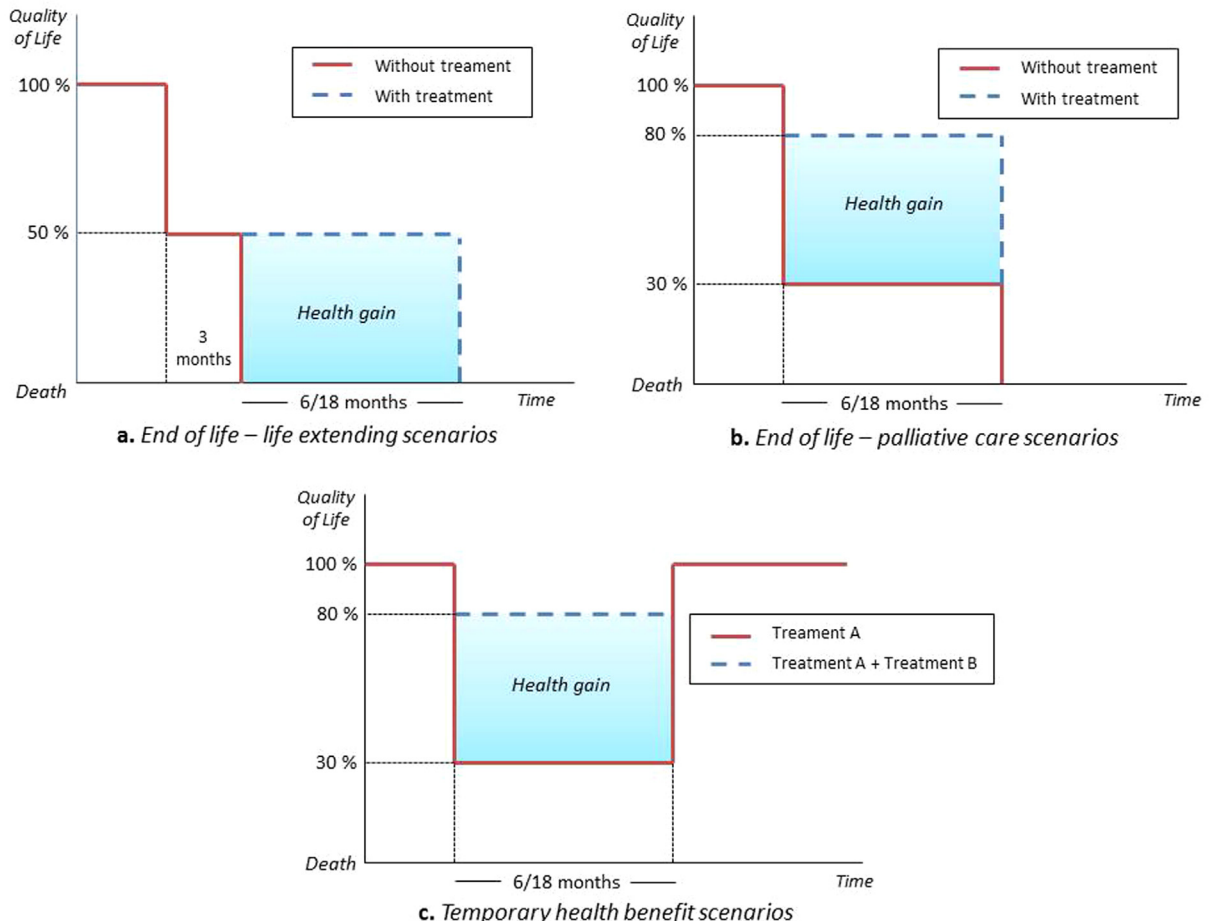 Quality
of Life
100 %
50 %
Death
Without treament
With treatment
Health gain
3
months
6/18 months
Time
a. End of life – life extending scenarios
Quality
of Life
100 %
80 %
30 %
Death
Without treament
With treatment
Health gain
6/18 months
Time
b. End of life – palliative care scenarios
Quality
of Life
100 %
80 %
30 %
Death
Treament A
Treatment A + Treatment B
Health gain
6/18 months
Time
c. Temporary health benefit scenarios